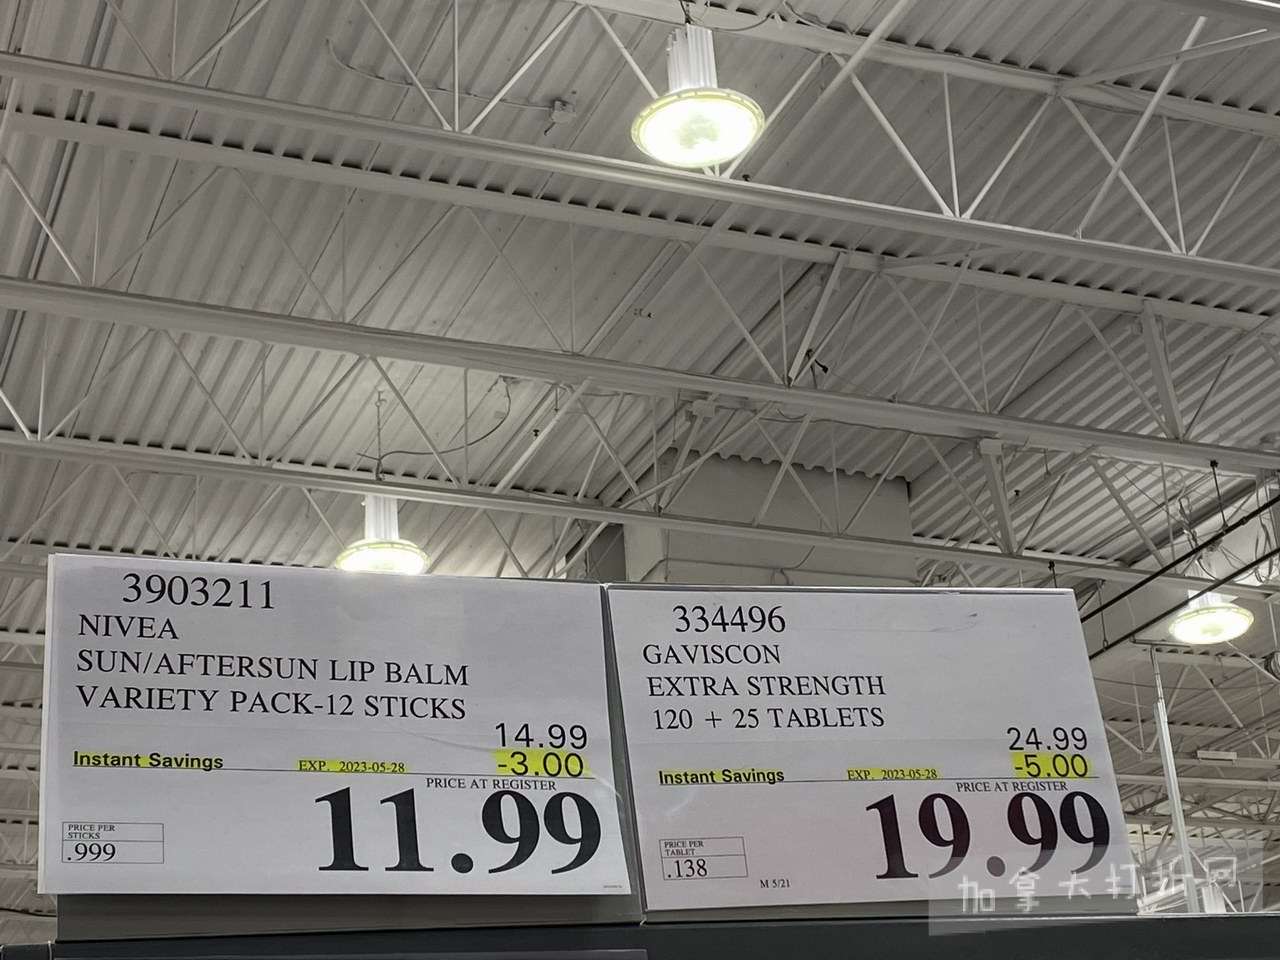 3903211
NIVEA
SUN/AFTERSUN LIP BALM
VARIETY PACK-12 STICKS
14.99
Instant Savings EXP. 2023-05-28 -3.00
PRICE AT REGISTER
11.99
PRICE PER
STICKS
.999
334496
GAVISCON
EXTRA STRENGTH
120 + 25 TABLETS
24.99
Instant Savings EXP. 2023-05-28 -5.00
PRICE AT REGISTER
19.99
PRICE PER
TABLET
.138
M 5/21
加拿大打折网